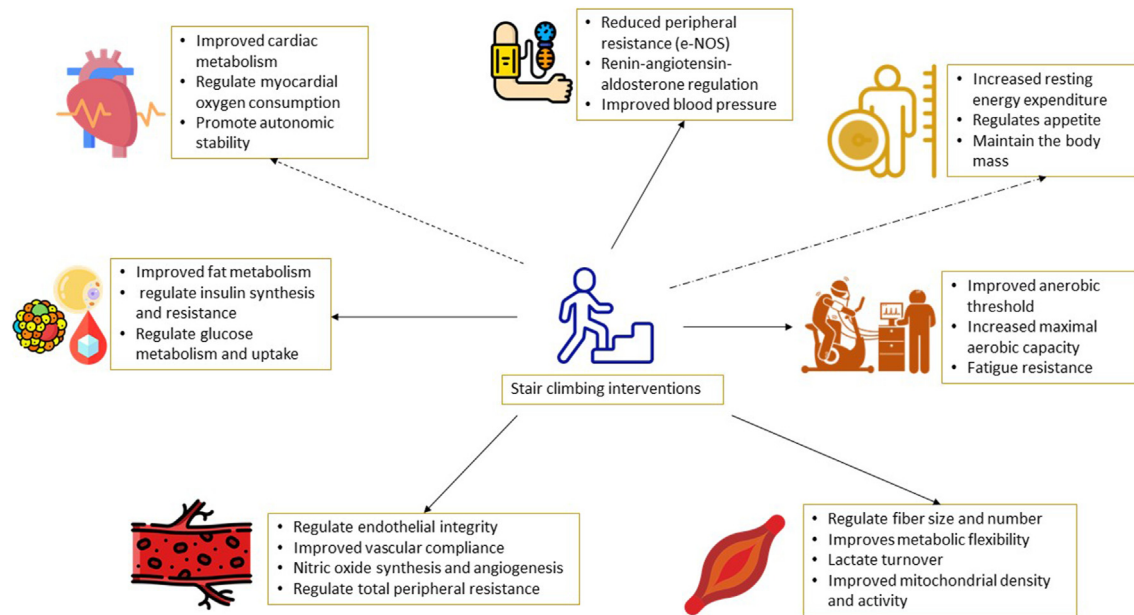 • Improved cardiac
metabolism
• Regulate myocardial
oxygen consumption
• Promote autonomic
stability
• Reduced peripheral
resistance (e-NOS)
• Renin-angiotensin-
aldosterone regulation
• Improved blood pressure
• Increased resting
energy expenditure
• Regulates appetite
• Maintain the body
mass
• Improved fat metabolism
• regulate insulin synthesis
and resistance
• Regulate glucose
metabolism and uptake
Stair climbing interventions
• Improved anerobic
threshold
• Increased maximal
aerobic capacity
• Fatigue resistance
• Regulate endothelial integrity
• Improved vascular compliance
• Nitric oxide synthesis and angiogenesis
• Regulate total peripheral resistance
• Regulate fiber size and number
• Improves metabolic flexibility
• Lactate turnover
• Improved mitochondrial density
and activity